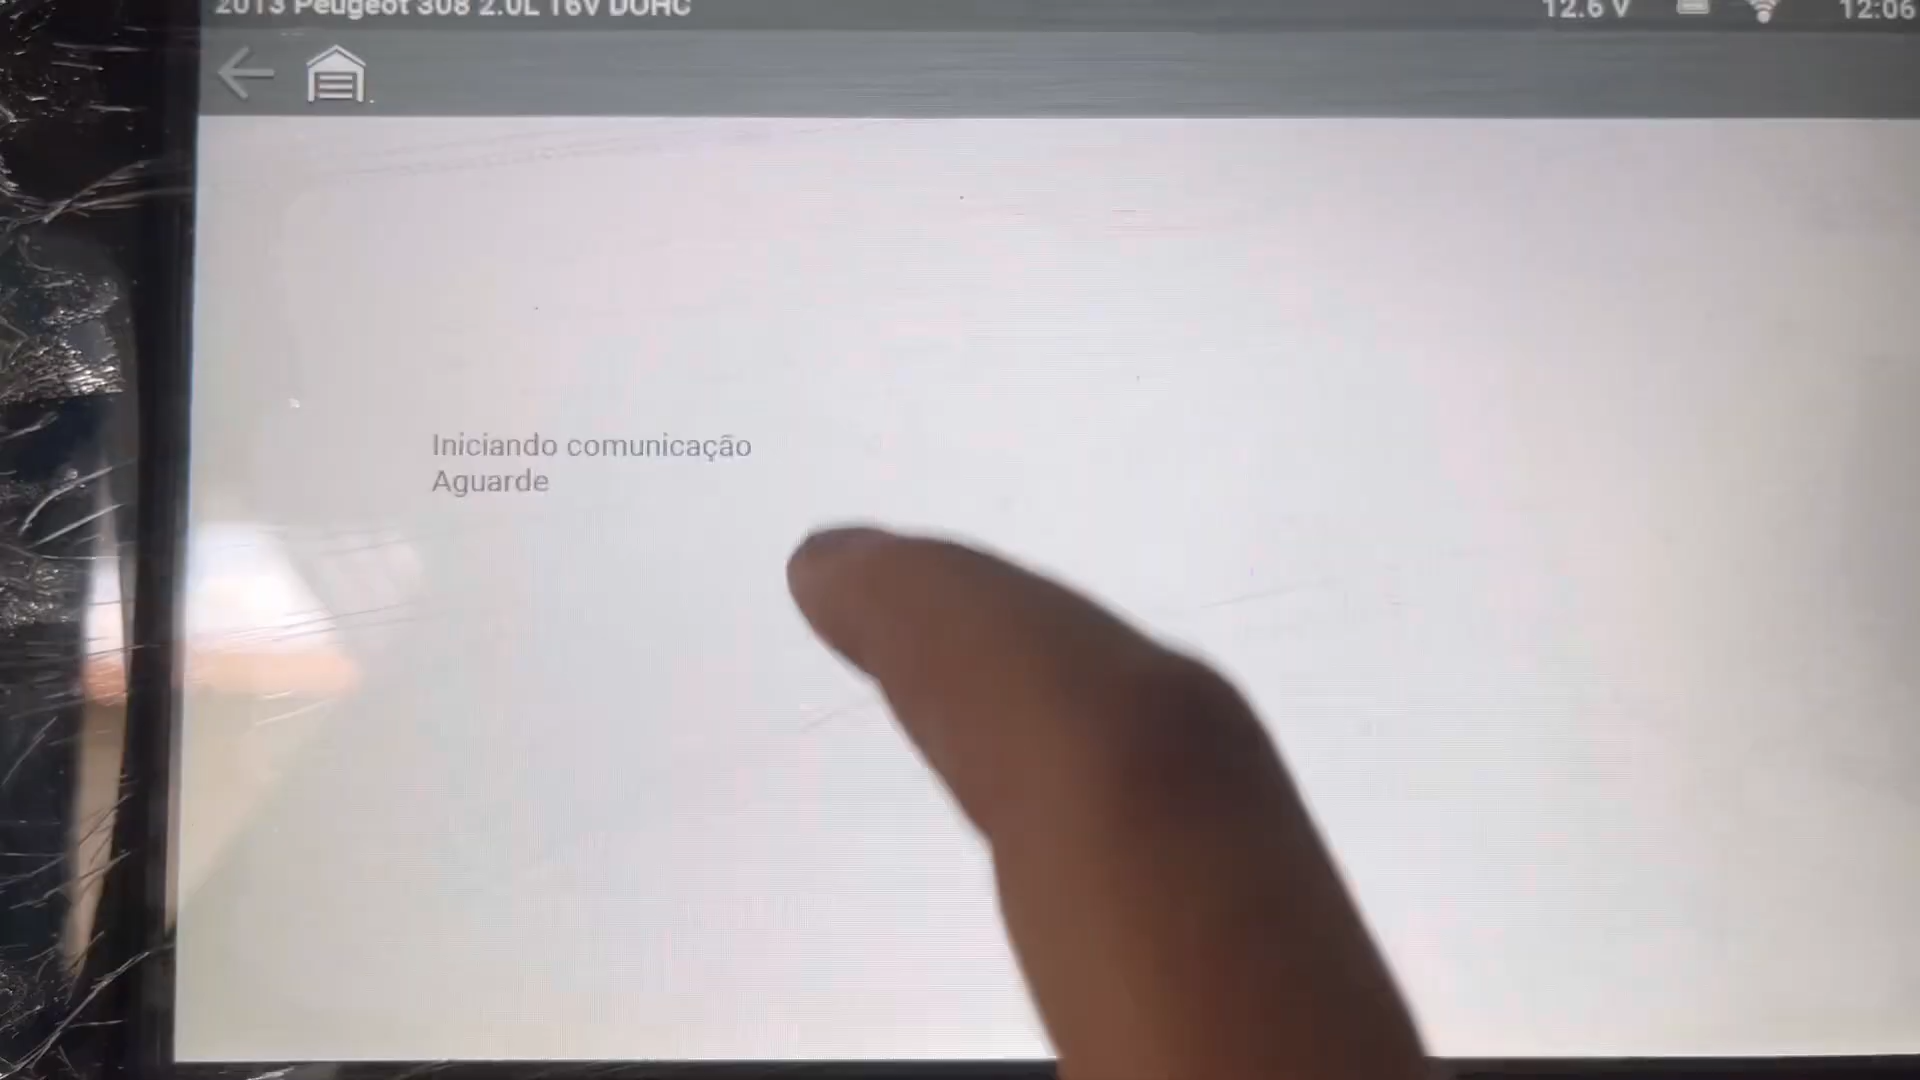 2013 Peugeot 308 2.0L 16V DOHC
12.6 V
12:06
Iniciando comunicação
Aguarde